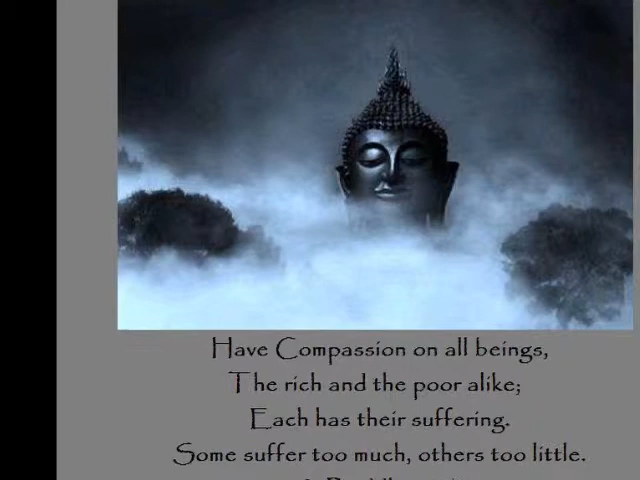 Have Compassion on all beings,
The rich and the poor alike;
Each has their suffering.
Some suffer too much, others too little.